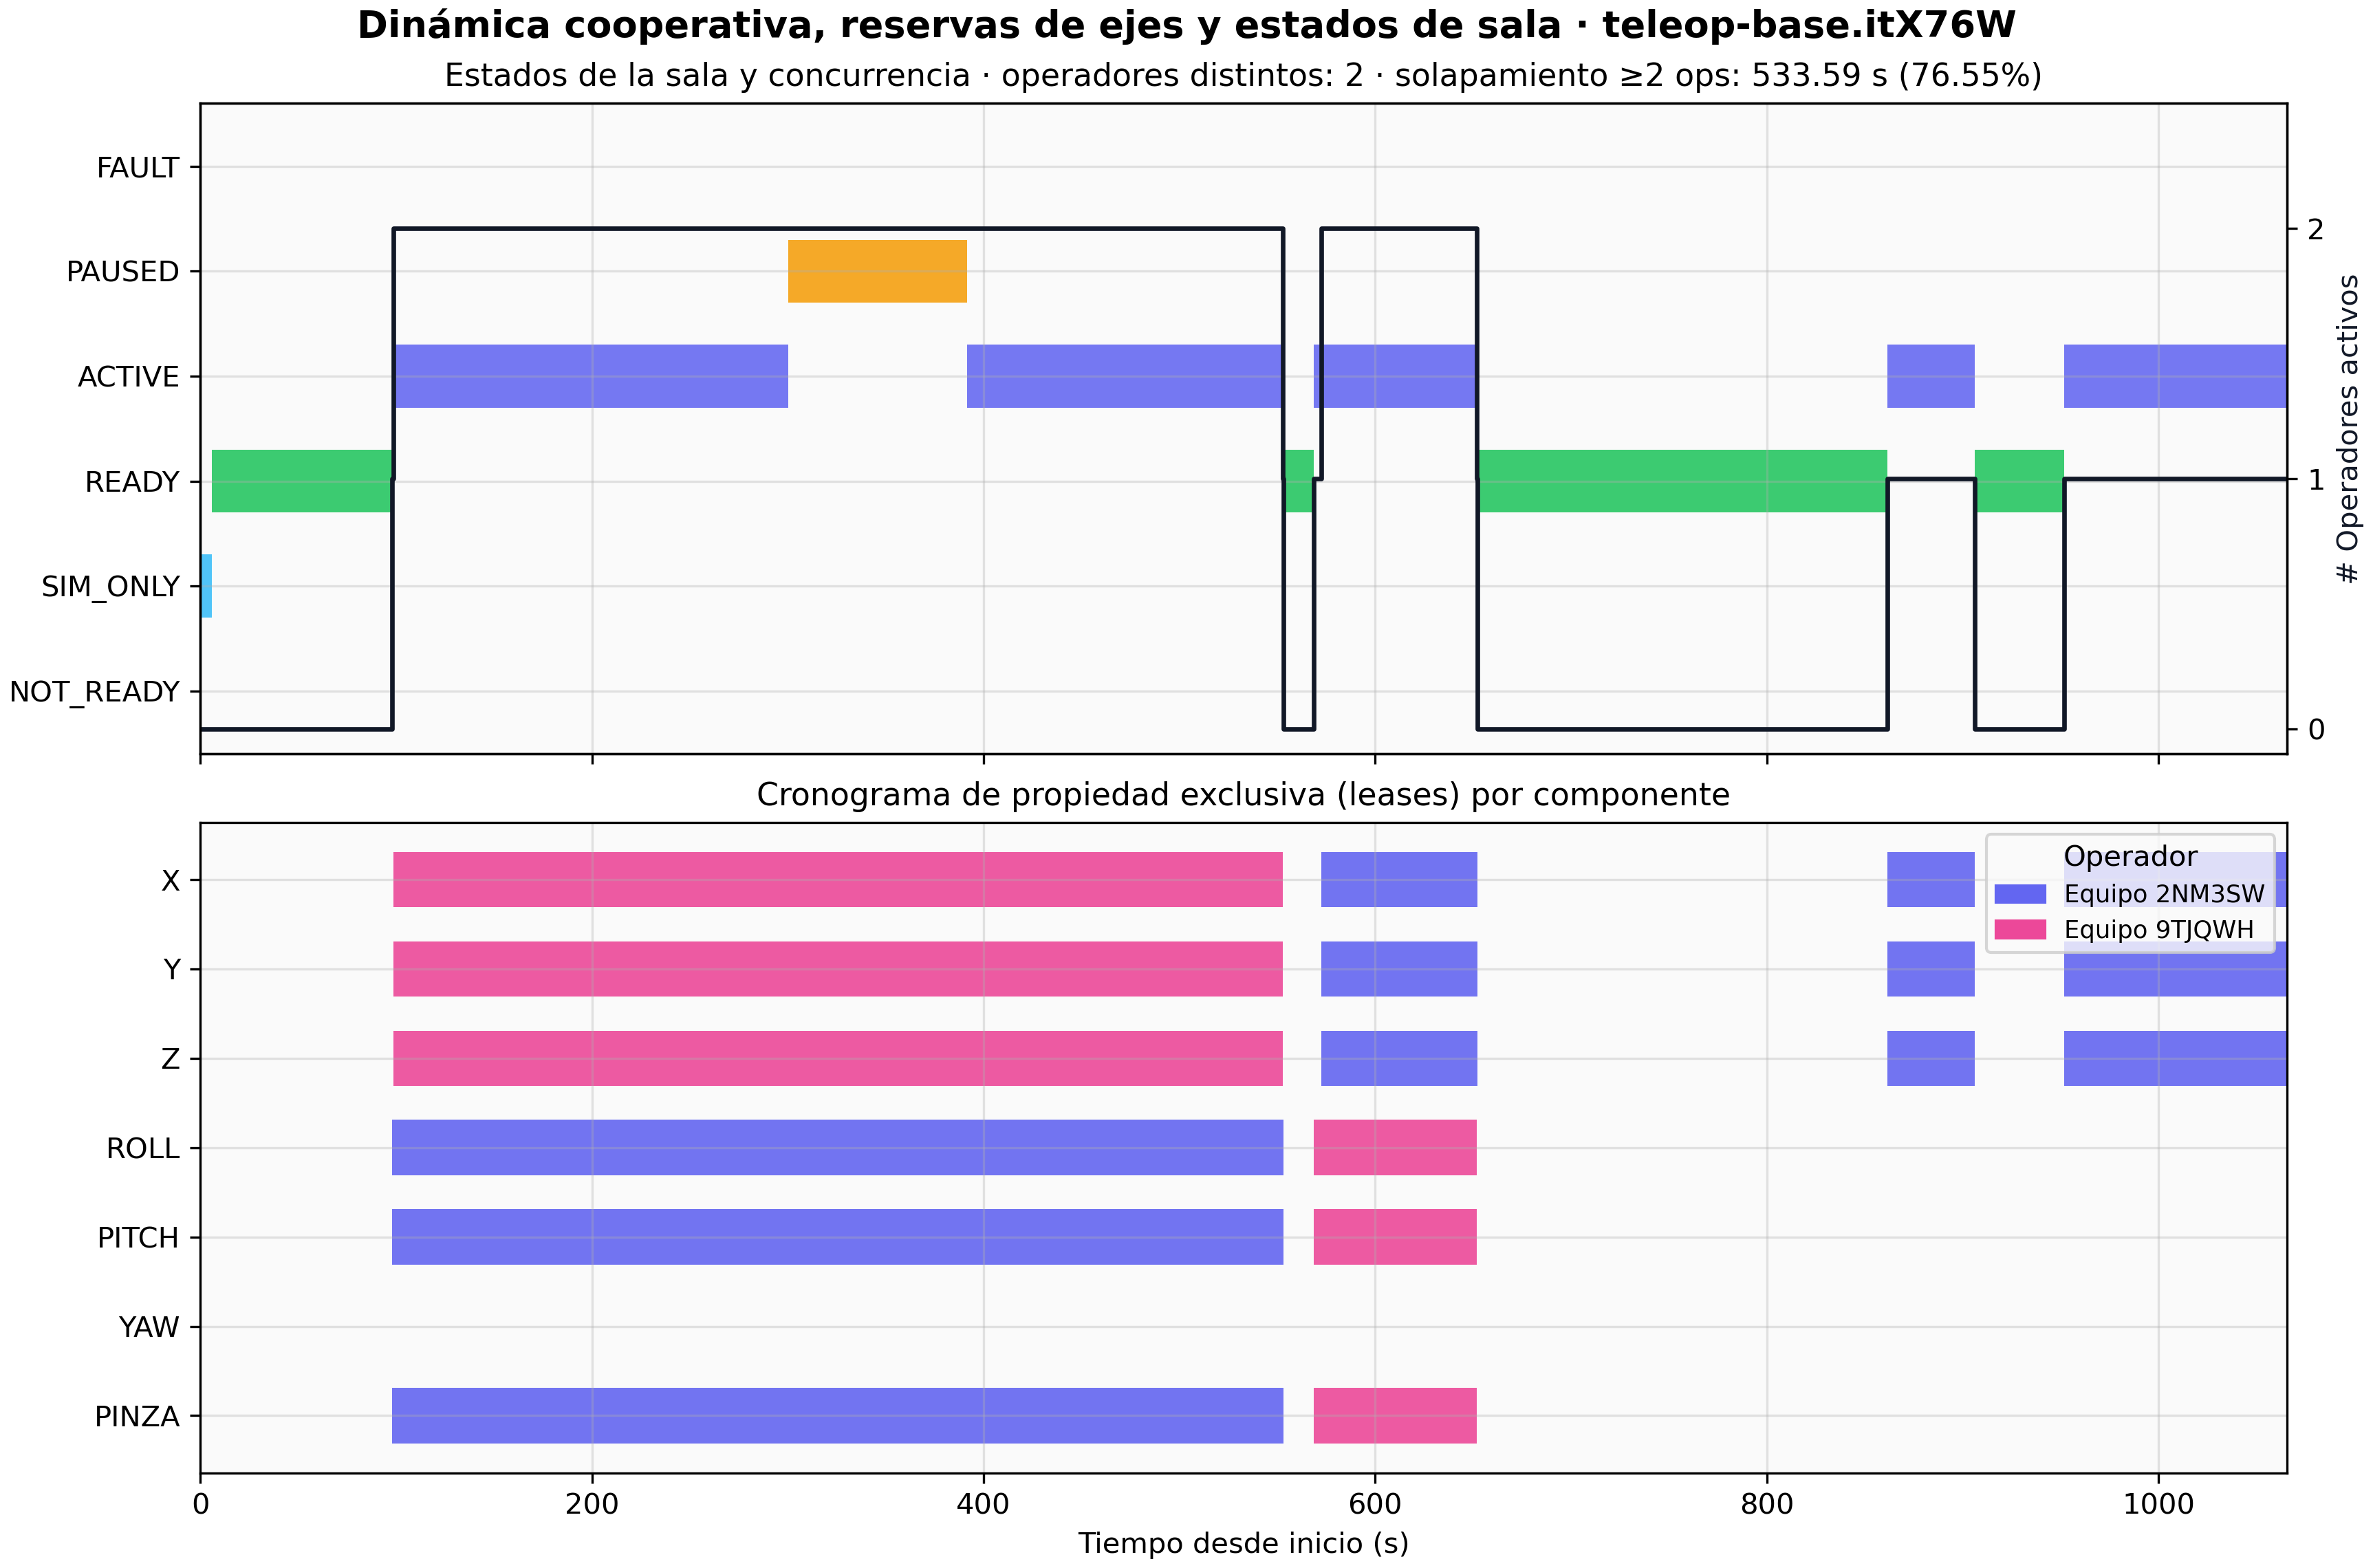 Dinámica cooperativa, reservas de ejes y estados de sala · teleop-base.itX76W
Estados de la sala y concurrencia · operadores distintos: 2 · solapamiento ≥2 ops: 533.59 s (76.55%)
FAULT
PAUSED
ACTIVE
READY
SIM_ONLY
NOT_READY
2
1
0
# Operadores activos
Cronograma de propiedad exclusiva (leases) por componente
X
Y
Z
ROLL
PITCH
YAW
PINZA
Operador
Equipo 2NM3SW
Equipo 9TJQWH
0 200 400 600 800 1000
Tiempo desde inicio (s)